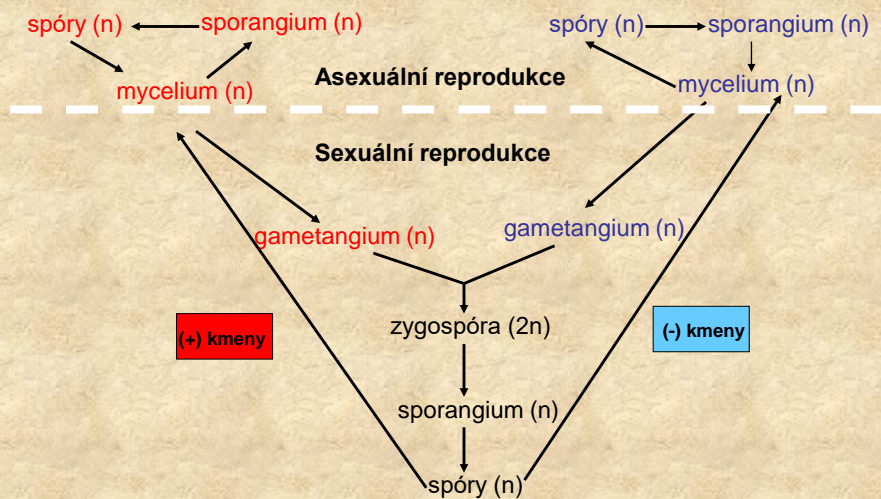 spóry (n) sporangium (n) spóry (n) sporangium (n)
Asexuální reprodukce
mycelium (n) mycelium (n)
Sexuální reprodukce
gametangium (n) gametangium (n)
(+) kmeny zygospóra (2n) (-) kmeny
sporangium (n)
spóry (n)